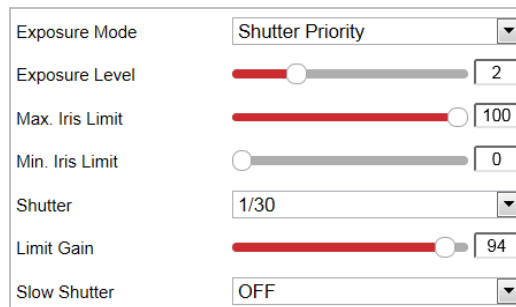 Exposure Mode Shutter Priority
Exposure Level 2
Max. Iris Limit 100
Min. Iris Limit 0
Shutter 1/30
Limit Gain 94
Slow Shutter OFF